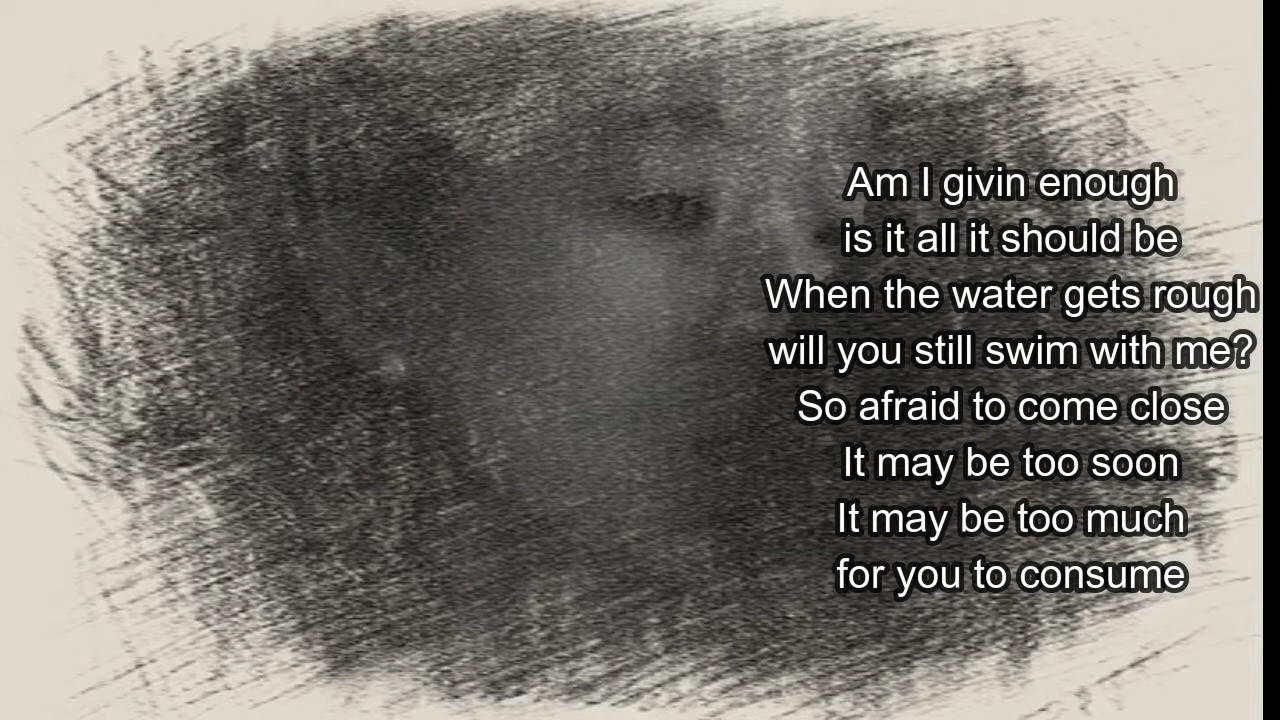 Am I givin enough
is it all it should be
When the water gets rough
will you still swim with me?
So afraid to come close
It may be too soon
It may be too much
for you to consume